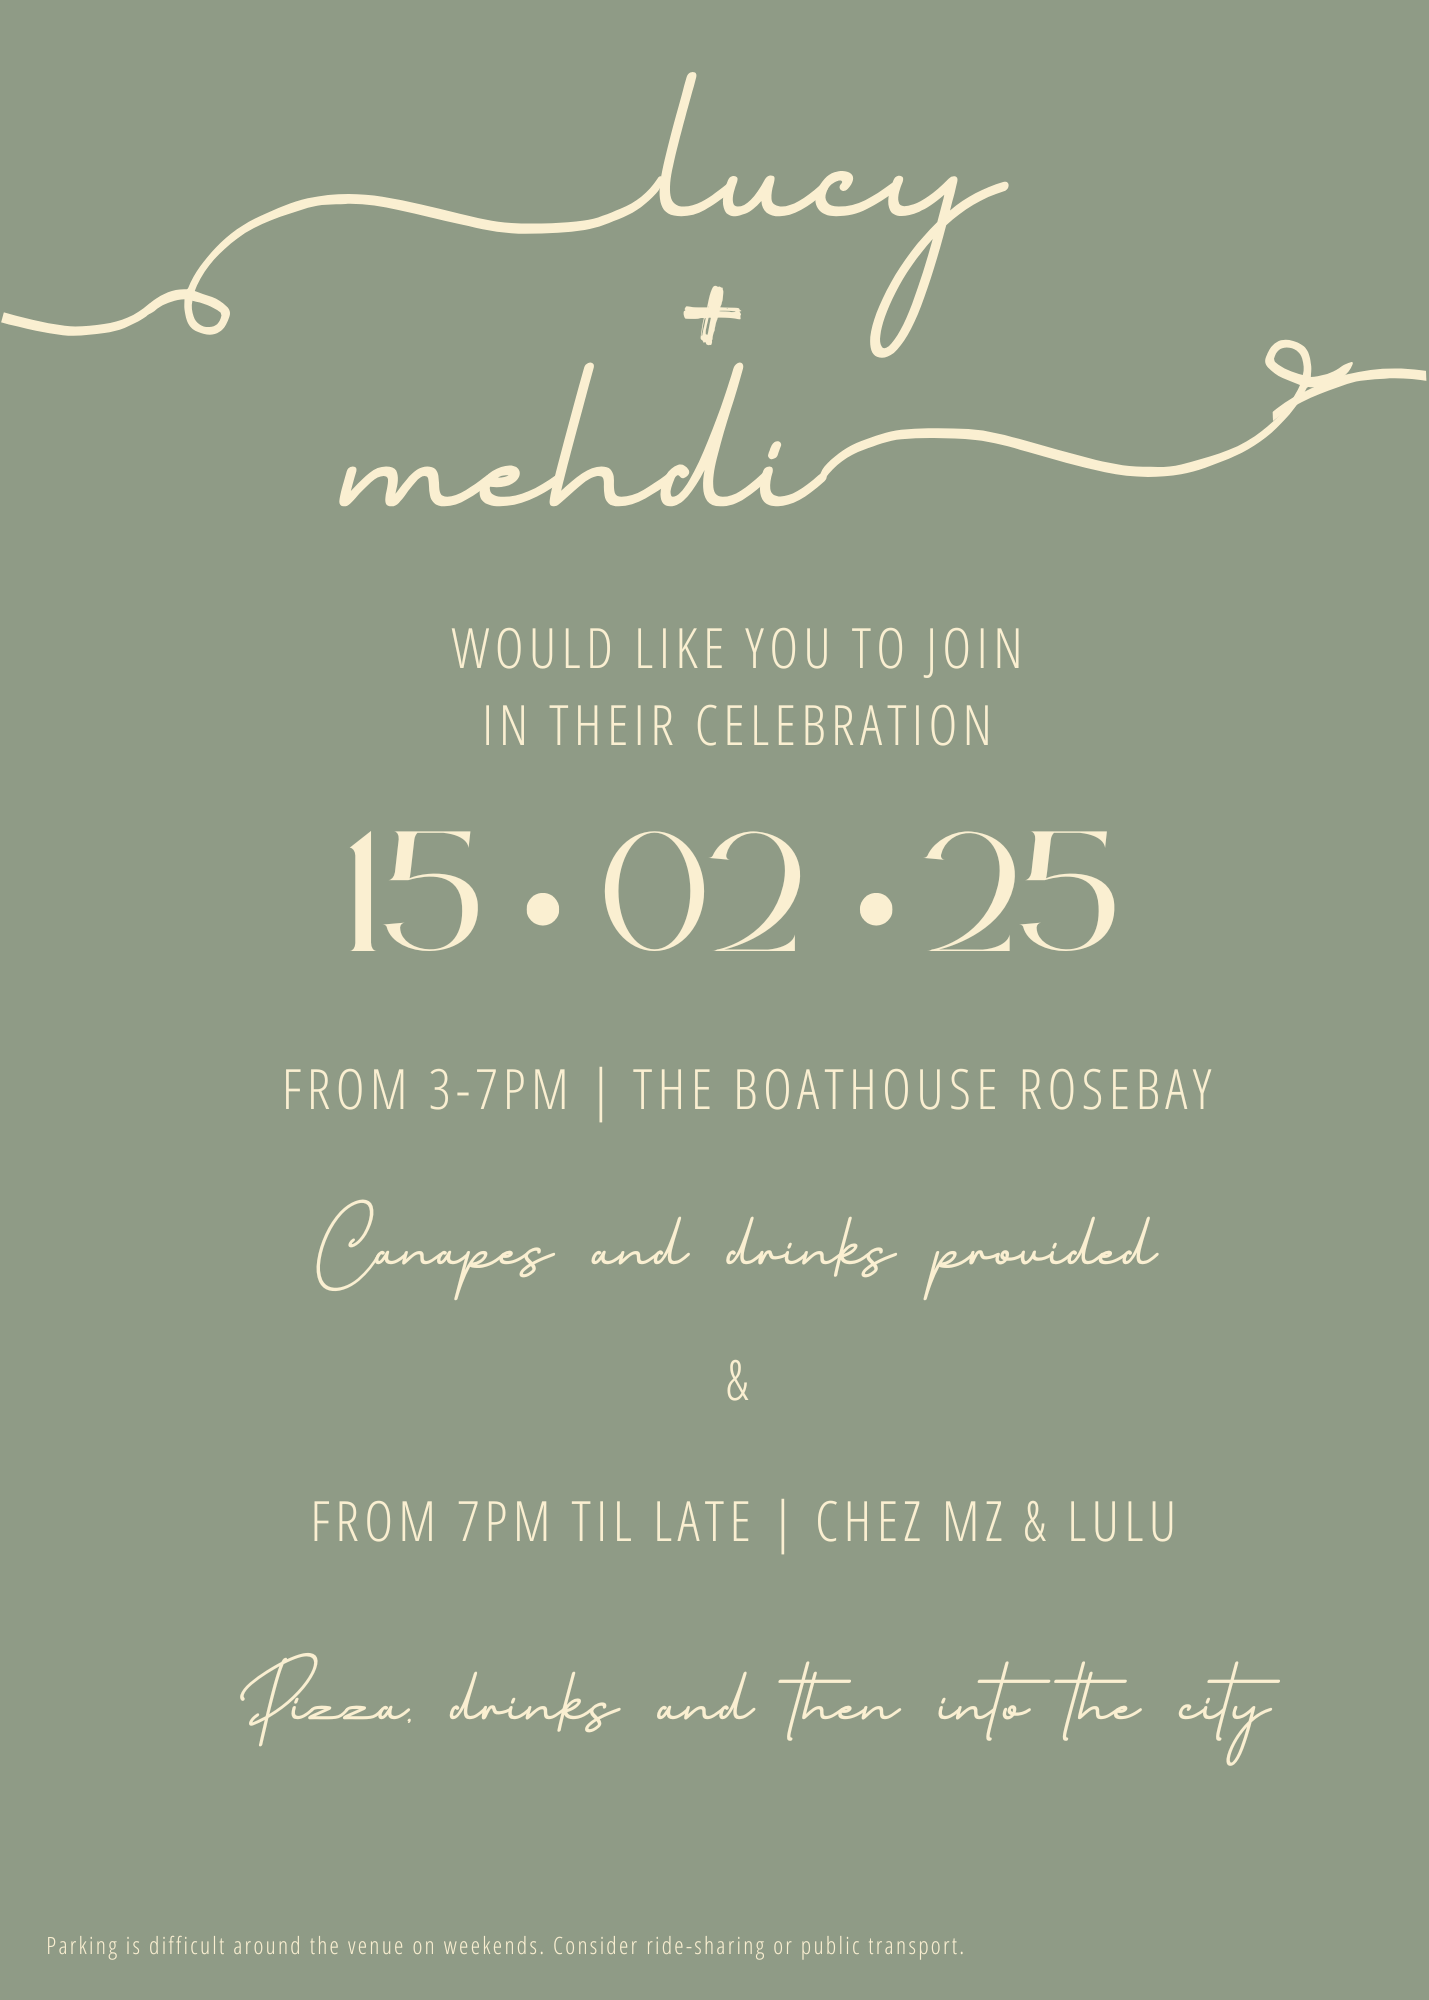 lucy
+
mehdi
WOULD LIKE YOU TO JOIN
IN THEIR CELEBRATION
15•02•25
FROM 3-7PM | THE BOATHOUSE ROSEBAY
Canapes and drinks provided
&
FROM 7PM TIL LATE | CHEZ MZ & LULU
Pizza, drinks and then into the city
Parking is difficult around the venue on weekends. Consider ride-sharing or public transport.